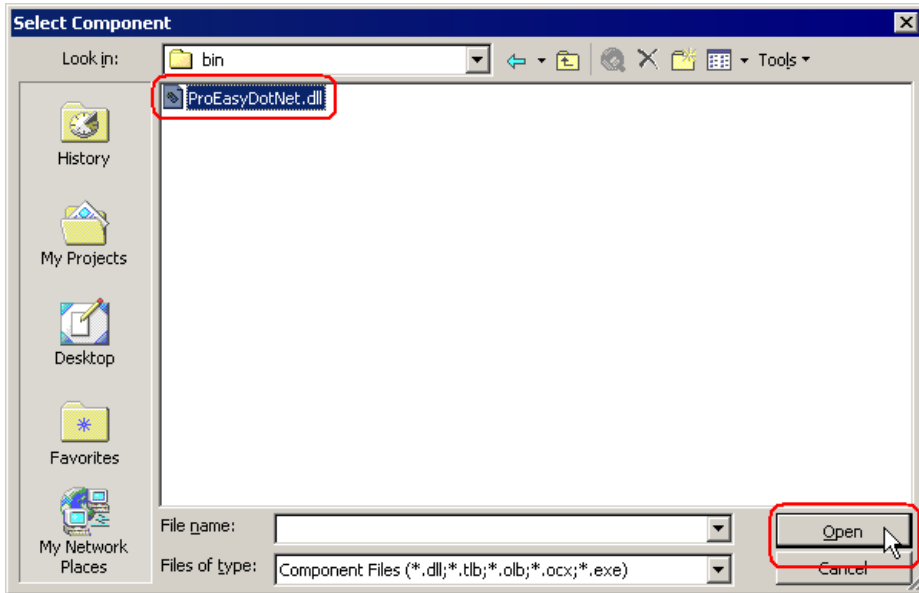 Select Component
Look in:
bin
Tools
ProEasyDotNet.dll
History
My Projects
Desktop
Favorites
My Network
Places
File name:
Open
Files of type:
Component Files (*.dll;*.tlb;*.olb;*.ocx;*.exe)
Cancel